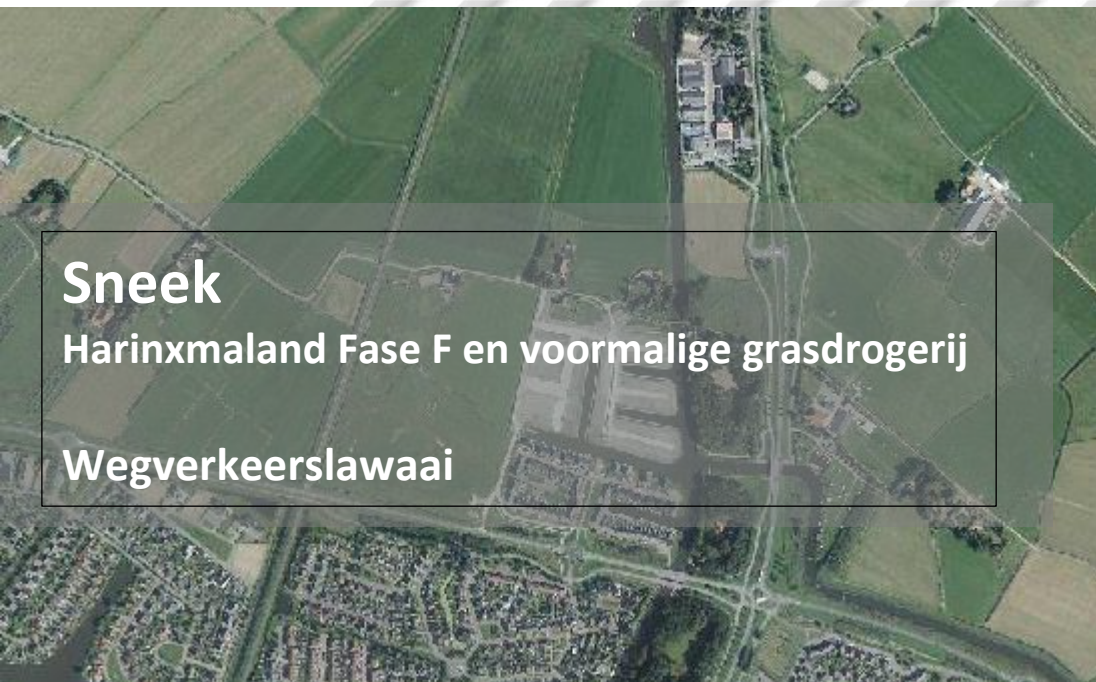 Sneek
Harinxmaland Fase F en voormalige grasdrogerij
Wegverkeerslawaai